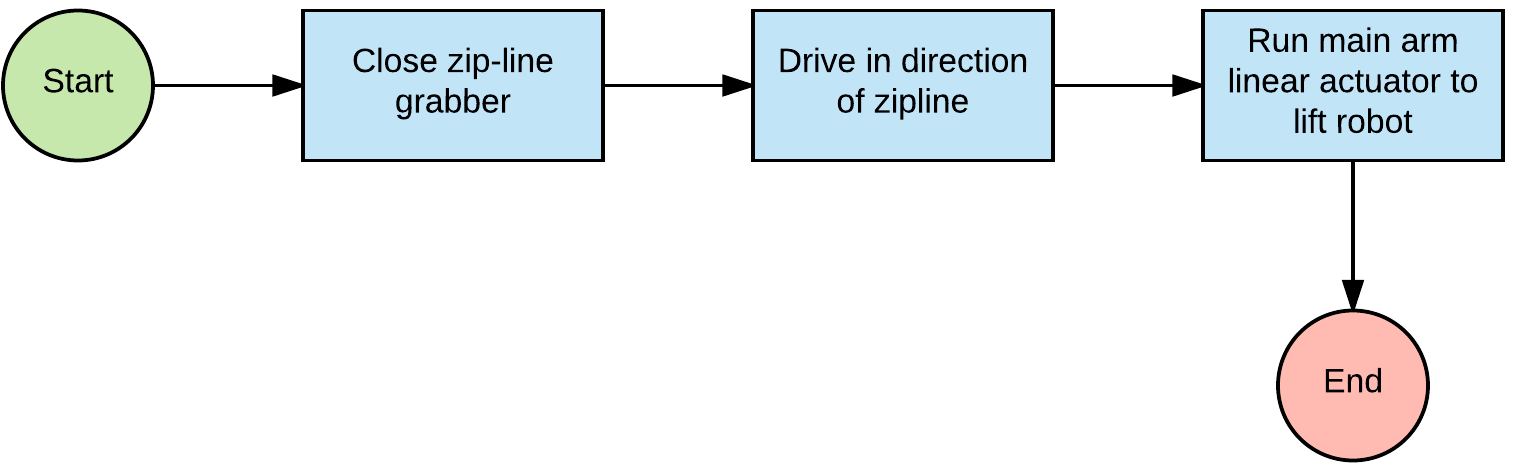 Start
Close zip-line
grabber
Drive in direction
of zipline
Run main arm
linear actuator to
lift robot
End